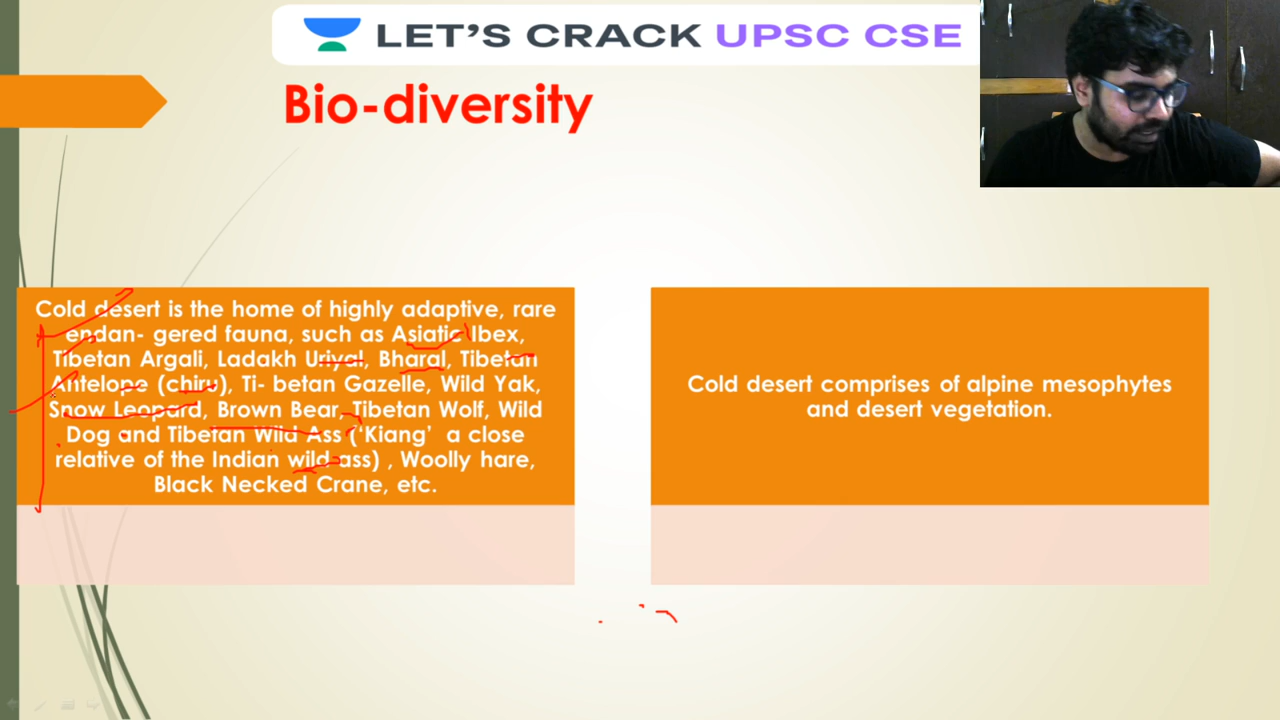 LET'S CRACK UPSC CSE
Bio-diversity
Cold desert is the home of highly adaptive, rare
endan- gered fauna, such as Asiatic Ibex,
Tibetan Argali, Ladakh Uriyal, Bharal, Tibetan
Antelope (chiru), Ti- betan Gazelle, Wild Yak,
Snow Leopard, Brown Bear, Tibetan Wolf, Wild
Dog and Tibetan Wild Ass ('Kiang' a close
relative of the Indian wild ass) , Woolly hare,
Black Necked Crane, etc.
Cold desert comprises of alpine mesophytes
and desert vegetation.